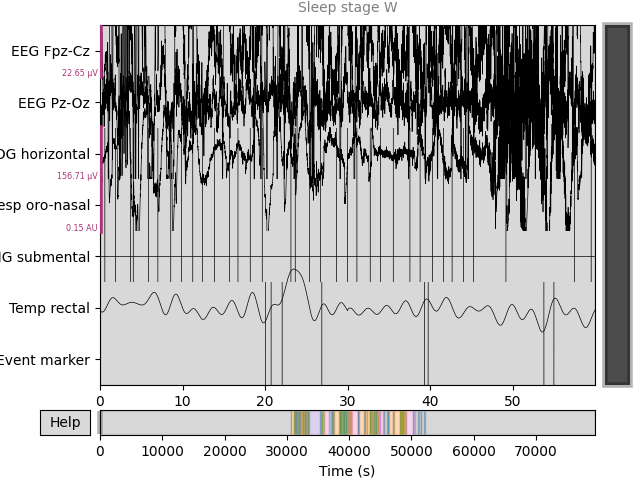 Sleep stage W
EEG Fpz-Cz
22.65 µV
EEG Pz-Oz
OG horizontal
156.71 µV
esp oro-nasal
0.15 AU
IG submental
Temp rectal
Event marker
0 10 20 30 40 50
Help
0 10000 20000 30000 40000 50000 60000 70000
Time (s)